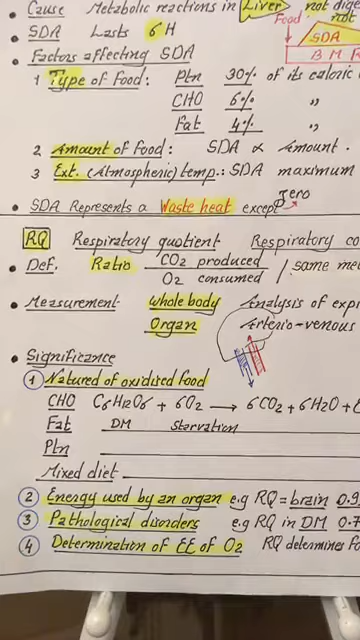 • Cause Metabolic reactions in Liver not dige
• SDA Lasts 6H
Food
SDA
B M R
• Factors affecting SDA
1 Type of Food: Ptn 30% of its caloric
CHO 6% "
Fat 4% "
2 Amount of food: SDA ∝ Amount.
3 Ext. (Atmospheric) temp.: SDA maximum
zero
• SDA Represents a Waste heat except
RQ Respiratory quotient Respiratory co
• Def. Ratio CO2 produced / same met
O2 consumed
• Measurement Whole body Analysis of expi
Organ Arterio-venous
• Significance
① Natured of oxidised food
CHO C6H12O6 + 6O2 → 6CO2 + 6H2O + E
Fat DM Starvation
Ptn
Mixed diet
② Energy used by an organ e.g RQ = brain 0.9
③ Pathological disorders e.g RQ in DM 0.7
④ Determination of EE of O2 RQ determines Fo